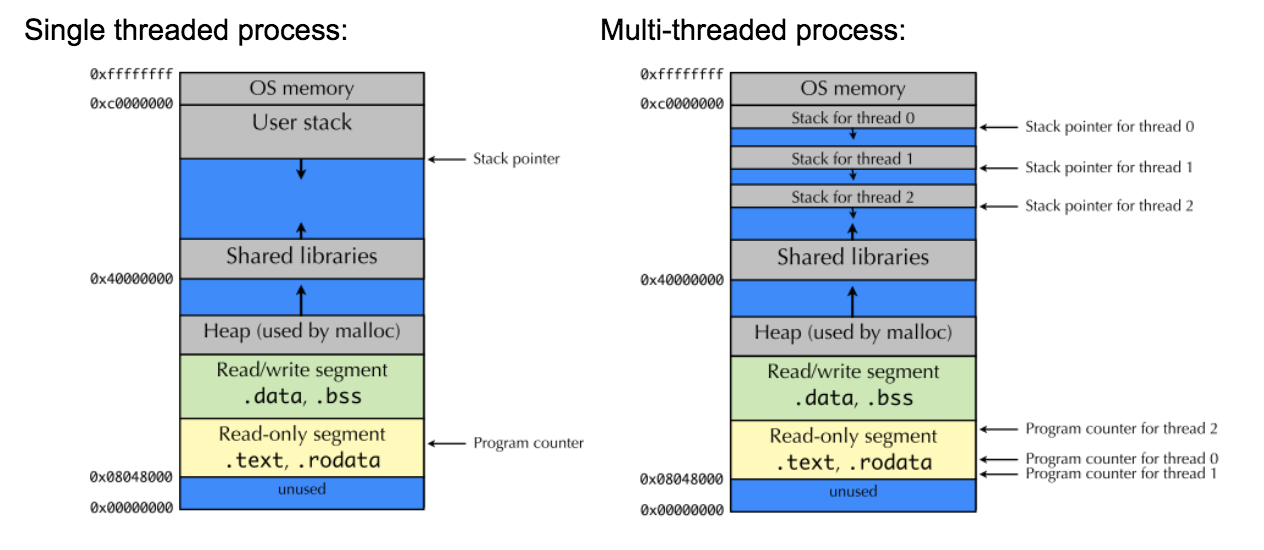 Single threaded process:
0xffffffff
OS memory
0xc0000000
User stack
Stack pointer
Shared libraries
0x40000000
Heap (used by malloc)
Read/write segment
.data, .bss
Read-only segment
.text, .rodata
Program counter
0x08048000
unused
0x00000000
Multi-threaded process:
0xffffffff
OS memory
0xc0000000
Stack for thread 0
Stack pointer for thread 0
Stack for thread 1
Stack pointer for thread 1
Stack for thread 2
Stack pointer for thread 2
Shared libraries
0x40000000
Heap (used by malloc)
Read/write segment
.data, .bss
Read-only segment
.text, .rodata
Program counter for thread 2
Program counter for thread 0
Program counter for thread 1
0x08048000
unused
0x00000000